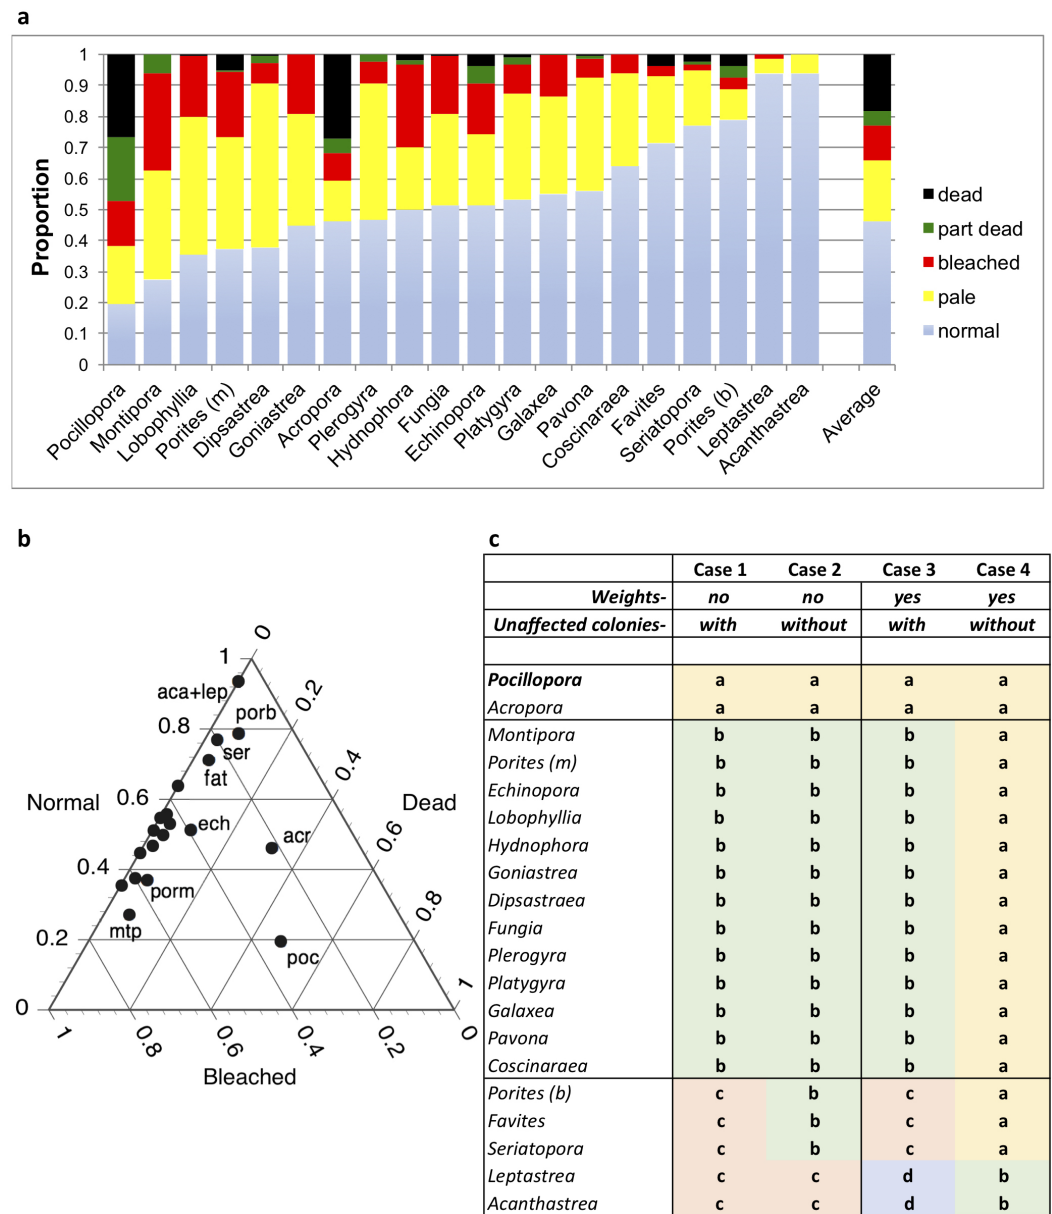 a
1
0.9
0.8
0.7
0.6
0.5
0.4
0.3
0.2
0.1
0
Proportion
Pocillopora
Montipora
Lobophyllia
Porites (m)
Dipsastrea
Goniastrea
Acropora
Plerogyra
Hydnophora
Fungia
Echinopora
Platygyra
Galaxea
Pavona
Coscinaraea
Favites
Seriatopora
Porites (b)
Leptastrea
Acanthastrea
Average
dead
part dead
bleached
pale
normal
b
1
0
aca+lep
0.2
porb
0.8
ser
fat
0.4
Normal
0.6
Dead
ech
acr
0.6
0.4
porm
0.8
mtp
0.2
poc
1
0
1
0.8
0.6
0.4
0.2
0
Bleached
c
Case 1 Case 2 Case 3 Case 4
Weights- no no yes yes
Unaffected colonies- with without with without
Pocillopora a a a a
Acropora a a a a
Montipora b b b a
Porites (m) b b b a
Echinopora b b b a
Lobophyllia b b b a
Hydnophora b b b a
Goniastrea b b b a
Dipsastraea b b b a
Fungia b b b a
Plerogyra b b b a
Platygyra b b b a
Galaxea b b b a
Pavona b b b a
Coscinaraea b b b a
Porites (b) c b c a
Favites c b c a
Seriatopora c b c a
Leptastrea c c d b
Acanthastrea c c d b